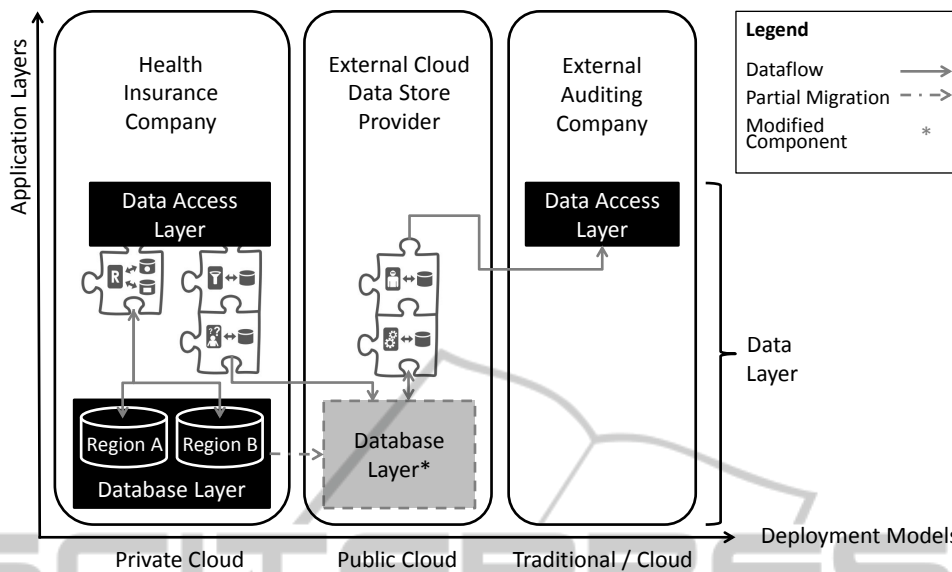 Application Layers
Health
Insurance
Company
External Cloud
Data Store
Provider
External
Auditing
Company
Legend
Dataflow
Partial Migration
Modified
Component
*
Data Access
Layer
Data Access
Layer
R
??
Region A
Region B
Database Layer
Database
Layer*
Data
Layer
Deployment Models
Private Cloud
Public Cloud
Traditional / Cloud